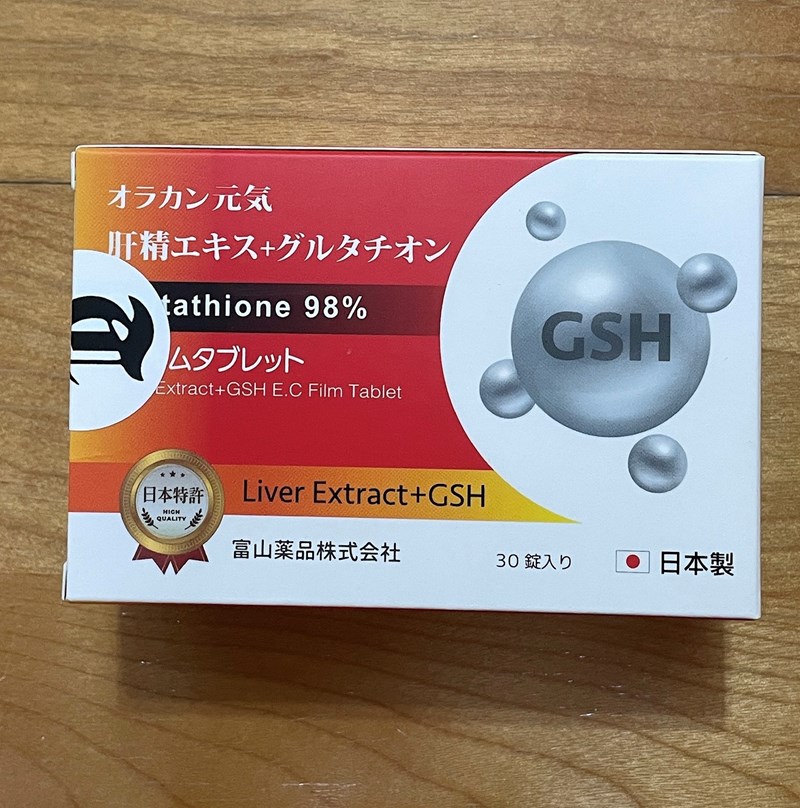 オラカン元気
肝精エキス+グルタチオン
tathione 98%
ムタブレット
Extract+GSH E.C Film Tablet
GSH
日本特許
HIGH
QUALITY
Liver Extract+GSH
富山薬品株式会社
30 錠入り
日本製